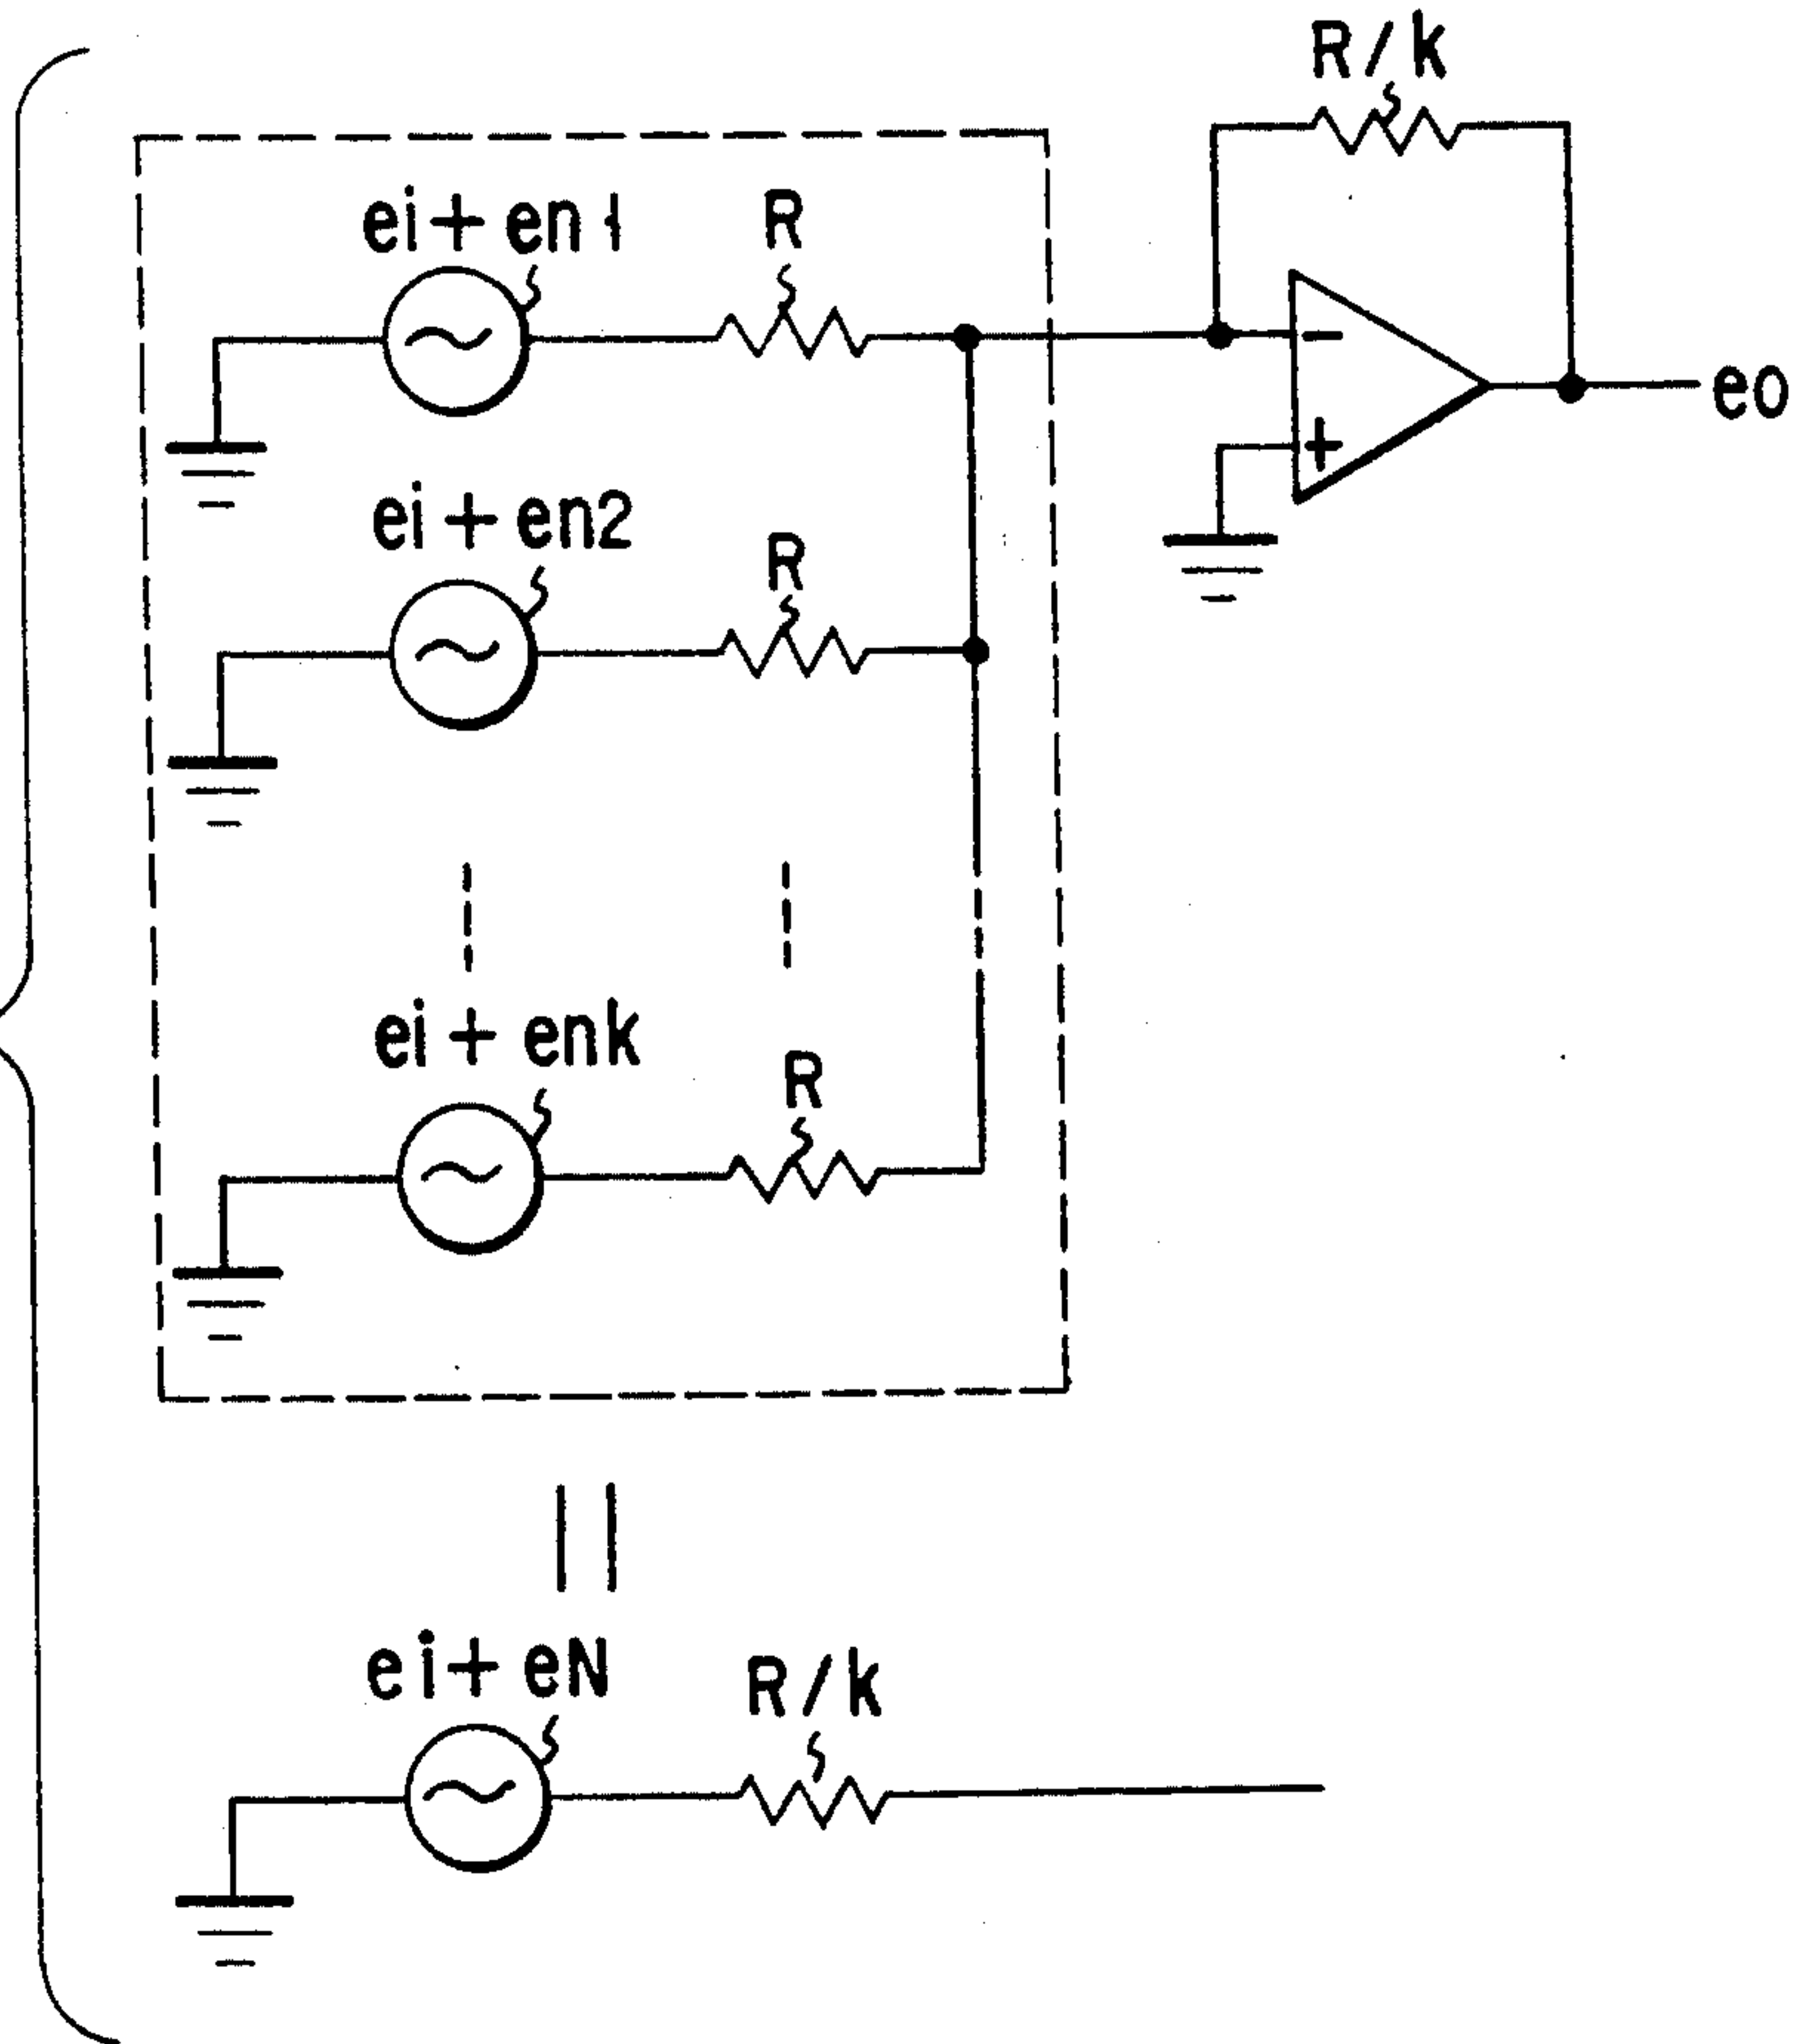 R/k
ei + en1
R
-
+
eo
ei + en2
R
ei + enk
R
ei + eN
R/k